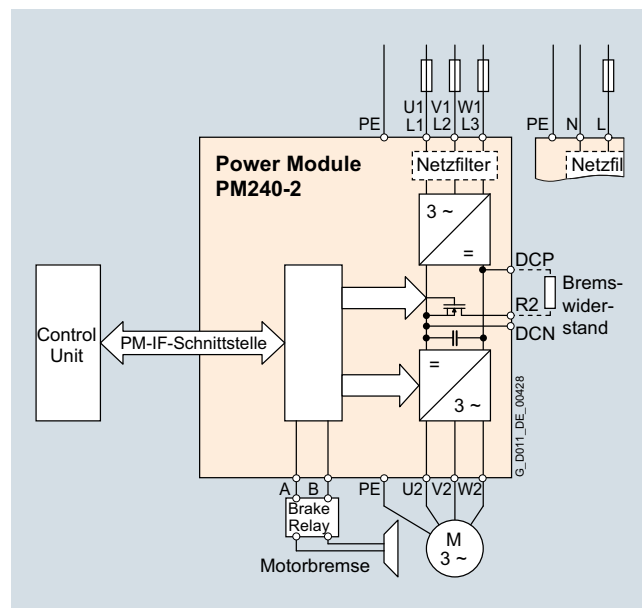 U1 V1 W1
PE L1 L2 L3
PE N L
Power Module
PM240-2
Netzfilter
Netzfil
3 ~
=
DCP
R2
DCN
Brems-
wider-
stand
Control
Unit
PM-IF-Schnittstelle
=
3 ~
G_D011_DE_00428
A B PE U2 V2 W2
Brake
Relay
Motorbremse
M
3 ~